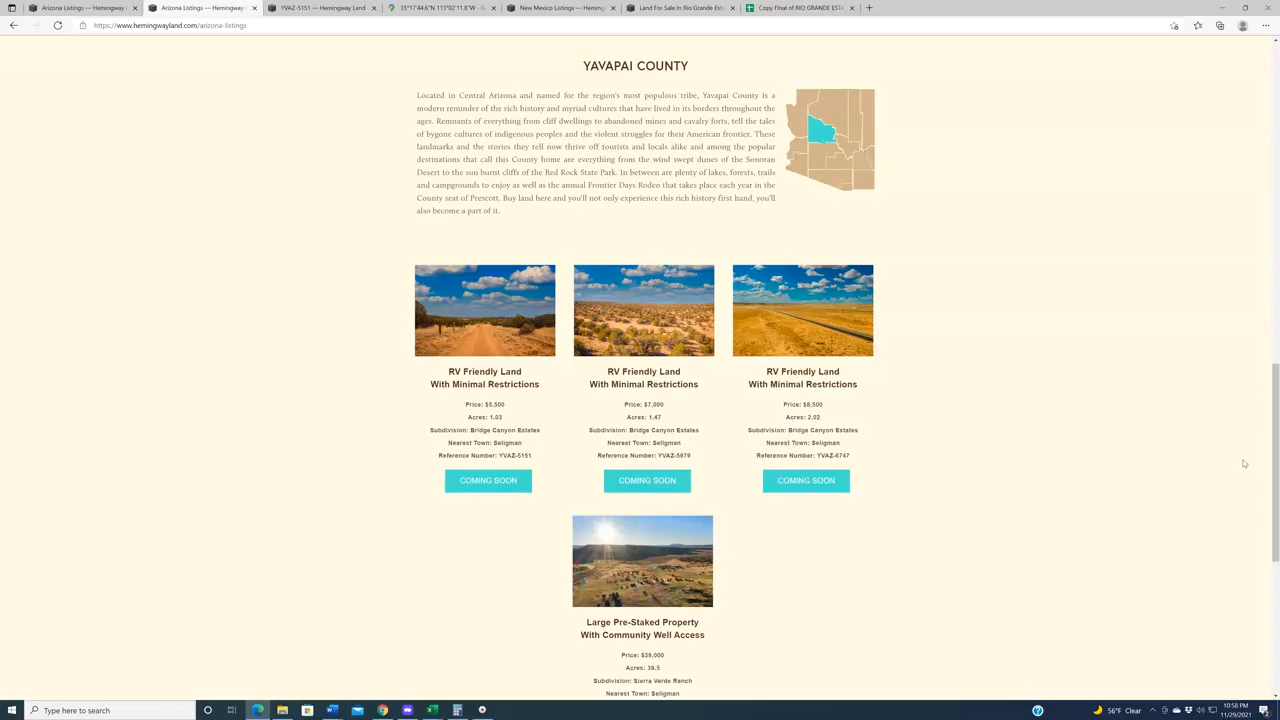 Arizona Listings — Hemingway L
Arizona Listings — Hemingway L
YVAZ-5151 — Hemingway Land
35°17'44.6"N 113°02'11.8"W - G
New Mexico Listings — Heming
Land For Sale In Rio Grande Est
Copy Final of RIO GRANDE ESTA
https://www.hemingwayland.com/arizona-listings
YAVAPAI COUNTY
Located in Central Arizona and named for the region's most populous tribe, Yavapai County is a
modern reminder of the rich history and myriad cultures that have lived in its borders throughout the
ages. Remnants of everything from cliff dwellings to abandoned mines and cavalry forts, tell the tales
of bygone cultures of indigenous peoples and the violent struggles for their American frontier. These
landmarks and the stories they tell now thrive off tourists and locals alike and among the popular
destinations that call this County home are everything from the wind swept dunes of the Sonoran
Desert to the sun burnt cliffs of the Red Rock State Park. In between are plenty of lakes, forests, trails
and campgrounds to enjoy as well as the annual Frontier Days Rodeo that takes place each year in the
County seat of Prescott. Buy land here and you'll not only experience this rich history first hand, you'll
also become a part of it.
RV Friendly Land
With Minimal Restrictions
Price: $5,500
Acres: 1.03
Subdivision: Bridge Canyon Estates
Nearest Town: Seligman
Reference Number: YVAZ-5151
COMING SOON
RV Friendly Land
With Minimal Restrictions
Price: $7,000
Acres: 1.47
Subdivision: Bridge Canyon Estates
Nearest Town: Seligman
Reference Number: YVAZ-5679
COMING SOON
RV Friendly Land
With Minimal Restrictions
Price: $8,500
Acres: 2.02
Subdivision: Bridge Canyon Estates
Nearest Town: Seligman
Reference Number: YVAZ-6747
COMING SOON
Large Pre-Staked Property
With Community Well Access
Price: $39,000
Acres: 39.5
Subdivision: Sierra Verde Ranch
Nearest Town: Seligman
Type here to search
56°F Clear
10:58 PM
11/29/2021